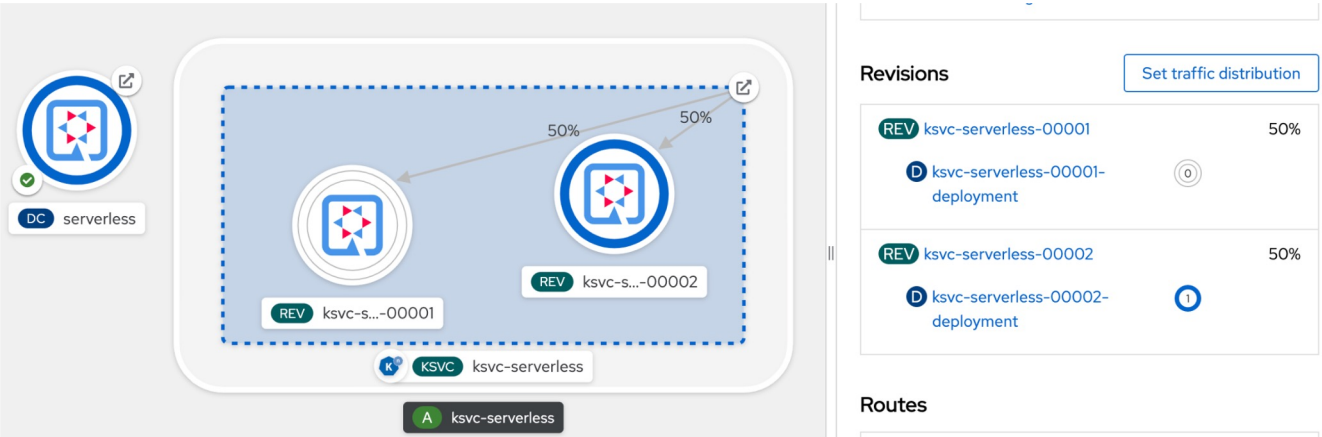 50%
50%
DC serverless
REV ksvc-s...-00002
REV ksvc-s...-00001
K
KSVC ksvc-serverless
A ksvc-serverless
Revisions
Set traffic distribution
REV ksvc-serverless-00001 50%
D ksvc-serverless-00001-
deployment
0
REV ksvc-serverless-00002 50%
D ksvc-serverless-00002-
deployment
1
Routes